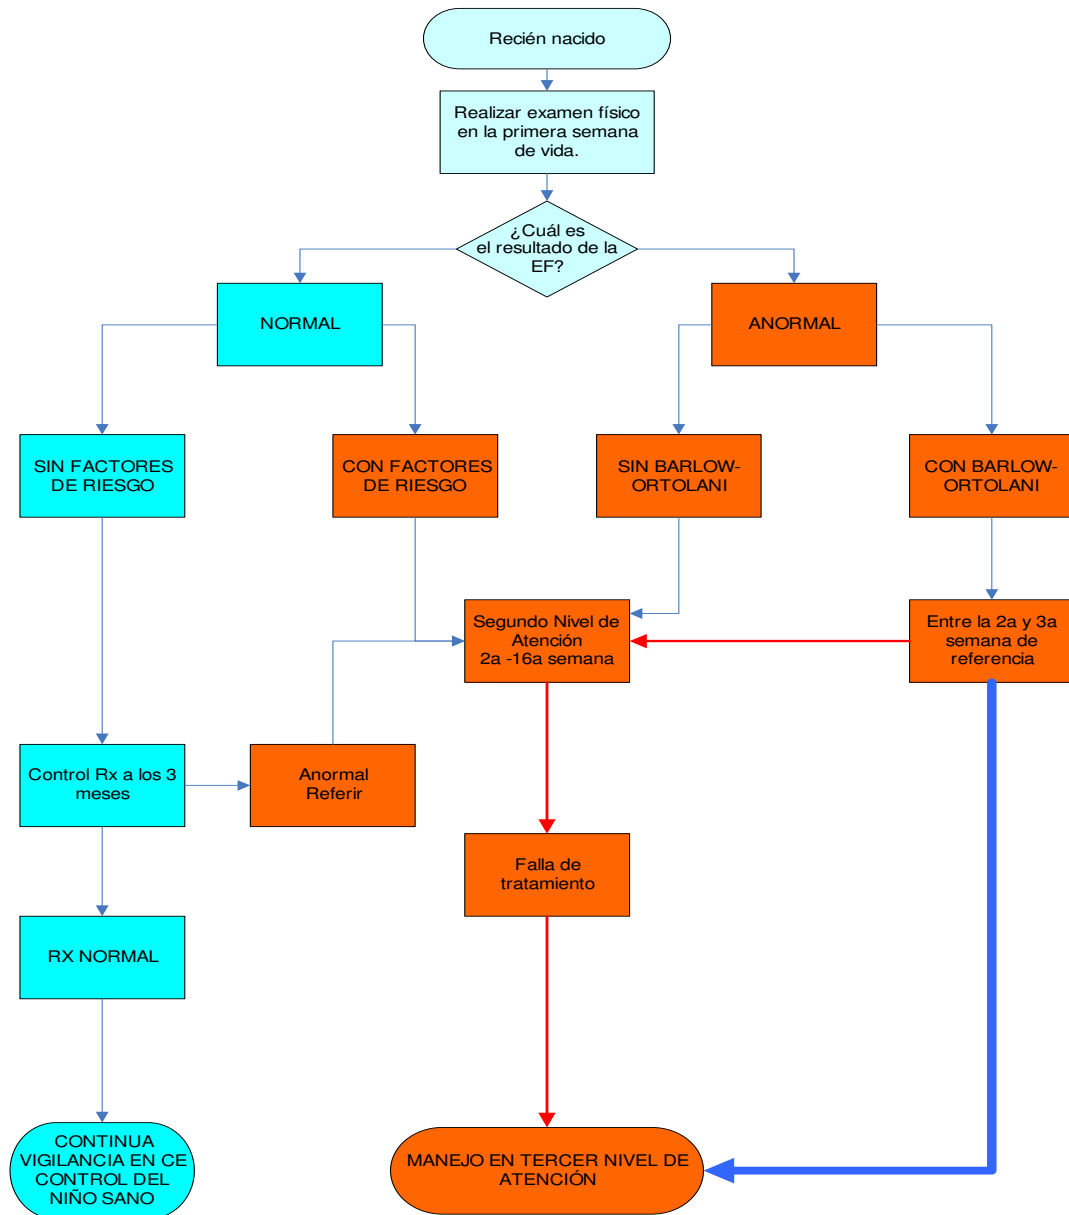 Recién nacido
Realizar examen físico
en la primera semana
de vida.
¿Cuál es
el resultado de la
EF?
NORMAL
ANORMAL
SIN FACTORES
DE RIESGO
CON FACTORES
DE RIESGO
SIN BARLOW-
ORTOLANI
CON BARLOW-
ORTOLANI
Segundo Nivel de
Atención
2a -16a semana
Entre la 2a y 3a
semana de
referencia
Control Rx a los 3
meses
Anormal
Referir
Falla de
tratamiento
RX NORMAL
CONTINUA
VIGILANCIA EN CE
CONTROL DEL
NIÑO SANO
MANEJO EN TERCER NIVEL DE
ATENCIÓN